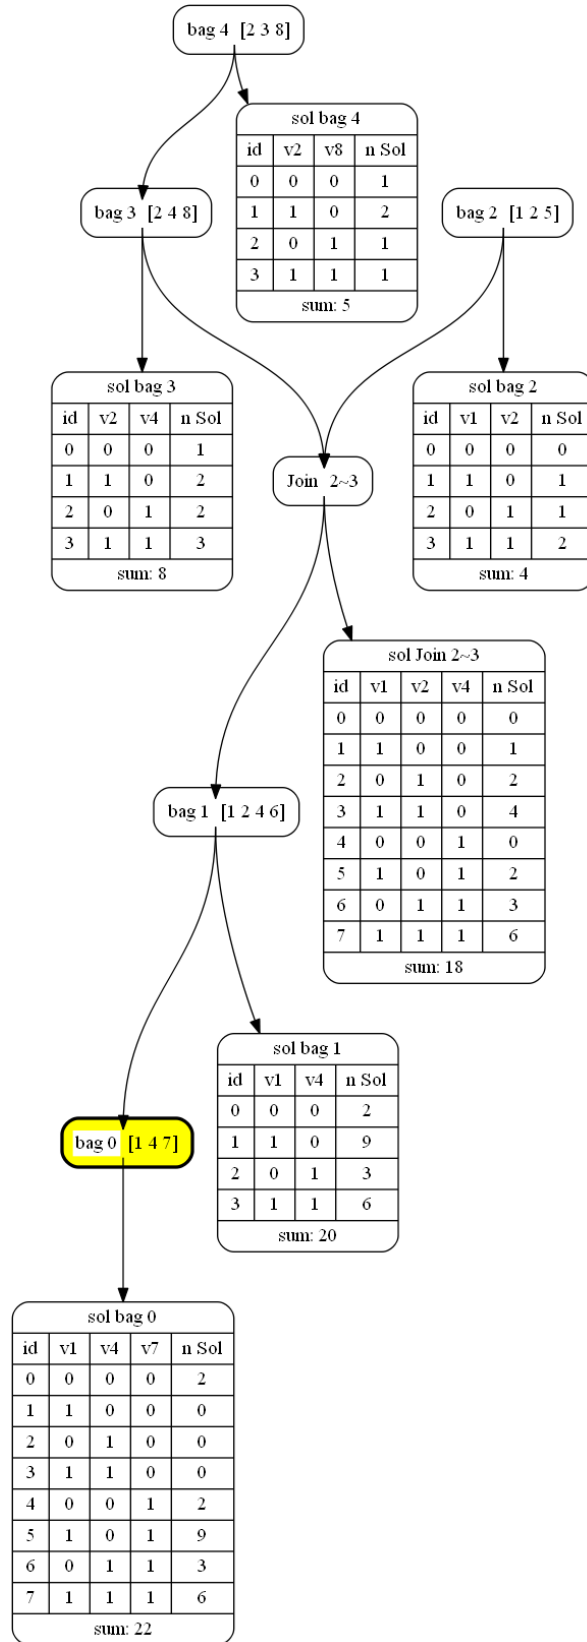 bag 4 [2 3 8]
sol bag 4
id v2 v8 n Sol
0 0 0 1
1 1 0 2
2 0 1 1
3 1 1 1
sum: 5
bag 3 [2 4 8]
bag 2 [1 2 5]
sol bag 3
id v2 v4 n Sol
0 0 0 1
1 1 0 2
2 0 1 2
3 1 1 3
sum: 8
sol bag 2
id v1 v2 n Sol
0 0 0 0
1 1 0 1
2 0 1 1
3 1 1 2
sum: 4
Join 2~3
sol Join 2~3
id v1 v2 v4 n Sol
0 0 0 0 0
1 1 0 0 1
2 0 1 0 2
3 1 1 0 4
4 0 0 1 0
5 1 0 1 2
6 0 1 1 3
7 1 1 1 6
sum: 18
bag 1 [1 2 4 6]
sol bag 1
id v1 v4 n Sol
0 0 0 2
1 1 0 9
2 0 1 3
3 1 1 6
sum: 20
bag 0 [1 4 7]
sol bag 0
id v1 v4 v7 n Sol
0 0 0 0 2
1 1 0 0 0
2 0 1 0 0
3 1 1 0 0
4 0 0 1 2
5 1 0 1 9
6 0 1 1 3
7 1 1 1 6
sum: 22